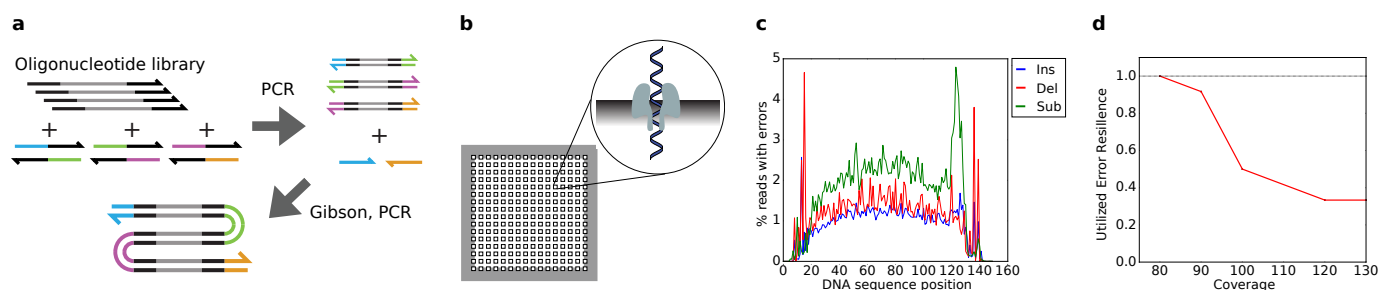 a
Oligonucleotide library
PCR
+ + +
+
Gibson, PCR
b
c
5
4
3
2
1
0
0 20 40 60 80 100 120 140 160
% reads with errors
DNA sequence position
Ins
Del
Sub
d
1.0
0.8
0.6
0.4
0.2
0.0
80 90 100 120 130
Utilized Error Resilience
Coverage